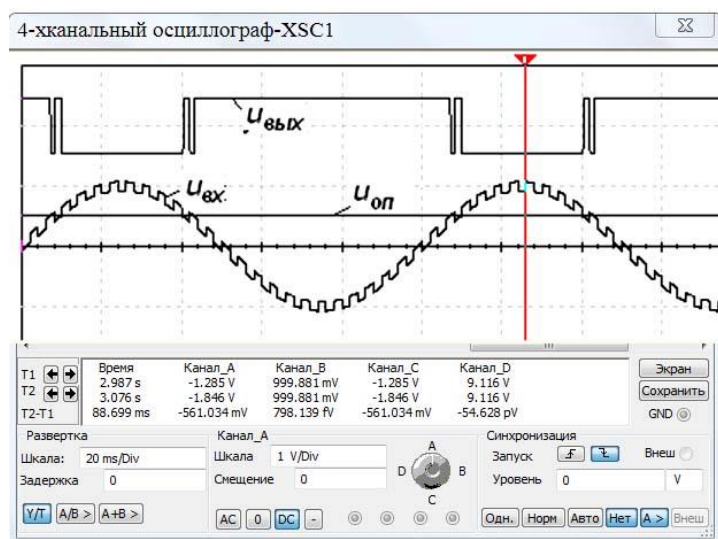 4-хканальный осциллограф-XSC1
uвых
uвх.
uоп
Время Канал_A Канал_B Канал_C Канал_D
T1 2.987 s -1.285 V 999.881 mV -1.285 V 9.116 V
T2 3.076 s -1.846 V 999.881 mV -1.846 V 9.116 V
T2-T1 88.699 ms -561.034 mV 798.139 fV -561.034 mV -54.628 pV
Экран
Сохранить
GND
Развертка Канал_A Синхронизация
Шкала: 20 ms/Div Шкала 1 V/Div Запуск Внеш
Задержка 0 Смещение 0 Уровень 0 V
A
D B
C
Y/T A/B > A+B > AC 0 DC - Одн. Норм Авто Нет A > Внеш